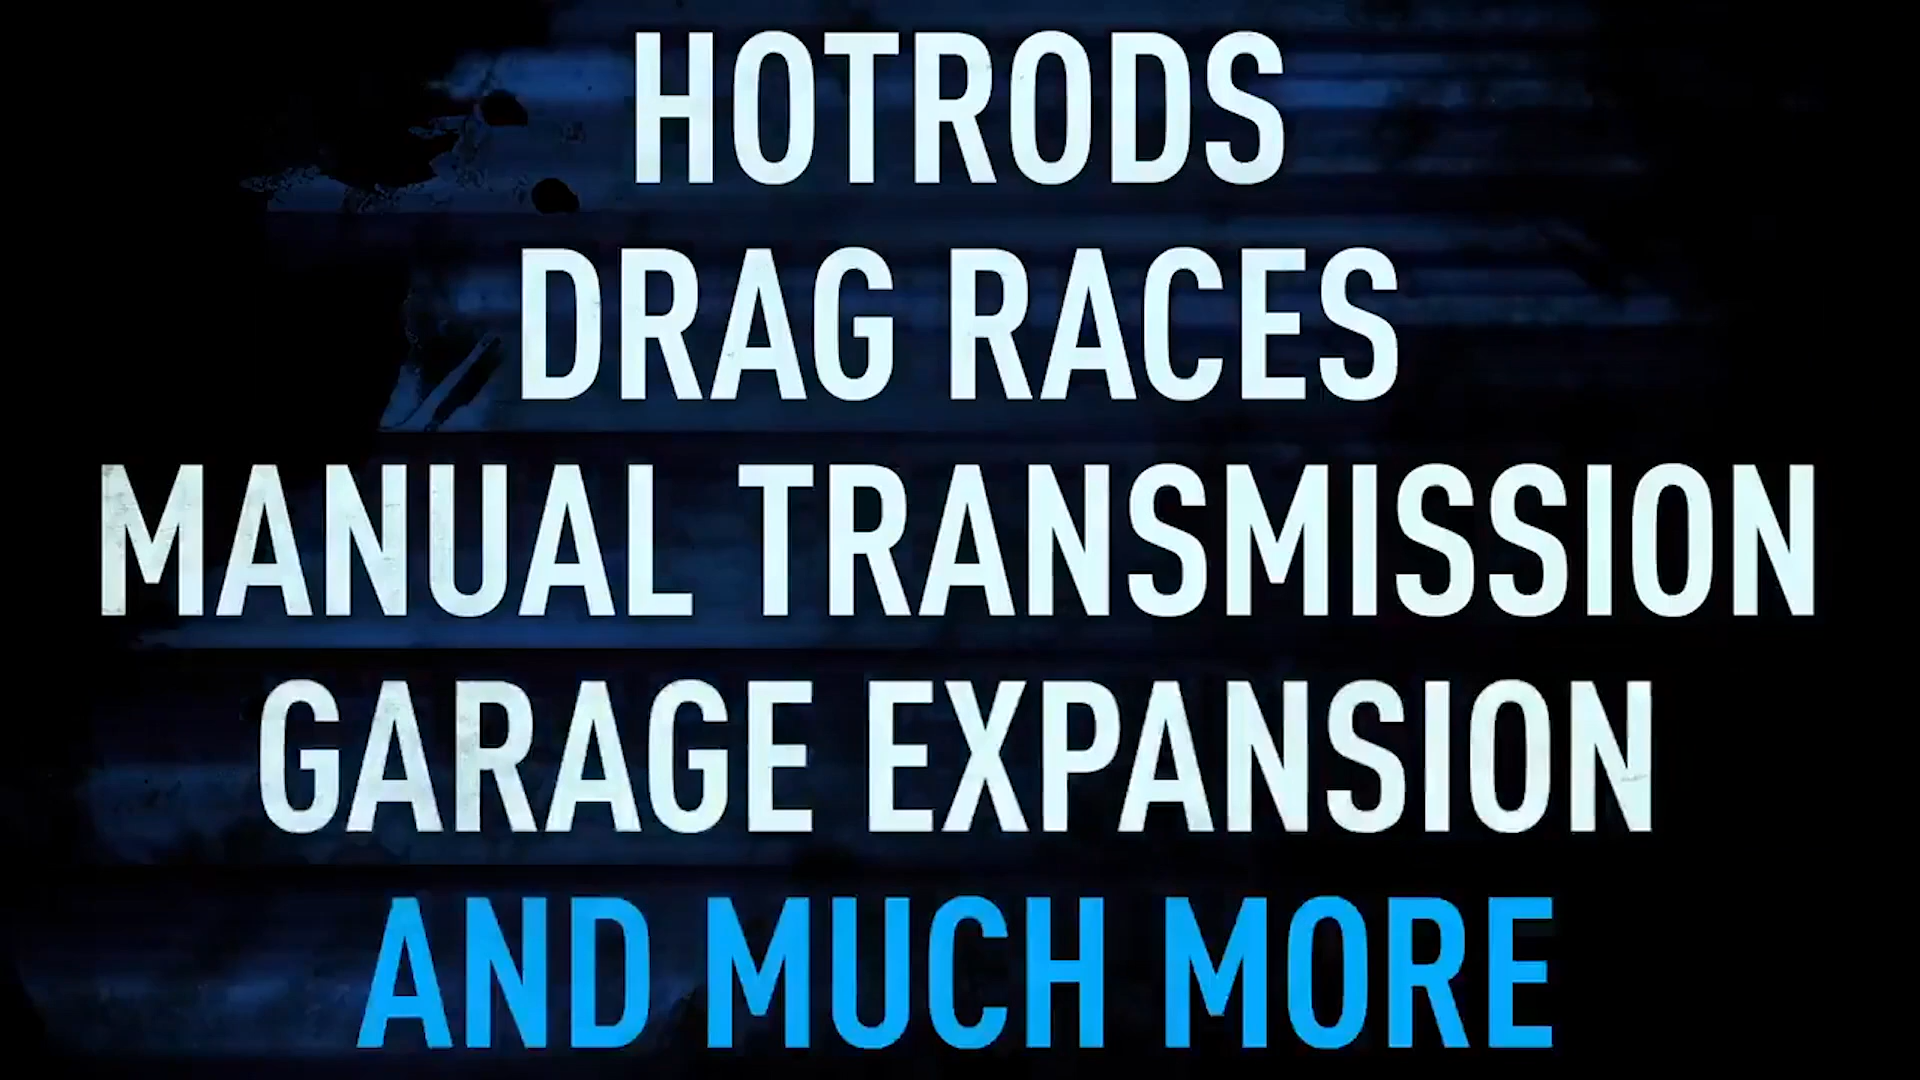 HOTRODS
DRAG RACES
MANUAL TRANSMISSION
GARAGE EXPANSION
AND MUCH MORE